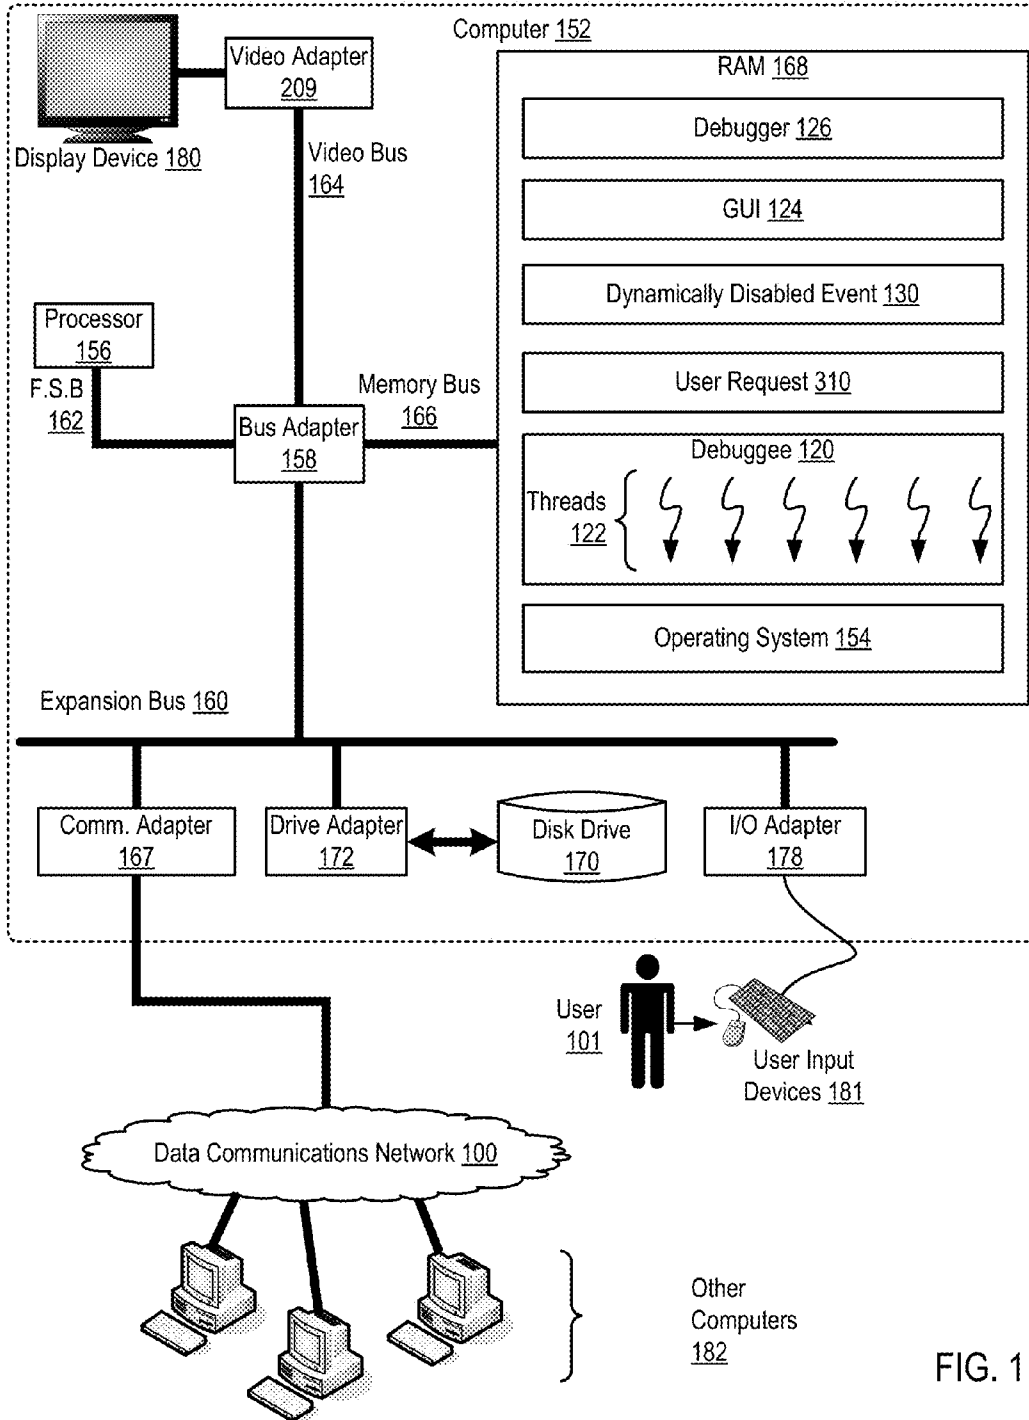 Computer 152
Video Adapter
209
Display Device 180
Video Bus
164
RAM 168
Debugger 126
GUI 124
Dynamically Disabled Event 130
User Request 310
Debuggee 120
Threads
122
Operating System 154
Processor
156
F.S.B
162
Memory Bus
166
Bus Adapter
158
Expansion Bus 160
Comm. Adapter
167
Drive Adapter
172
Disk Drive
170
I/O Adapter
178
User
101
User Input
Devices 181
Data Communications Network 100
Other
Computers
182
FIG. 1